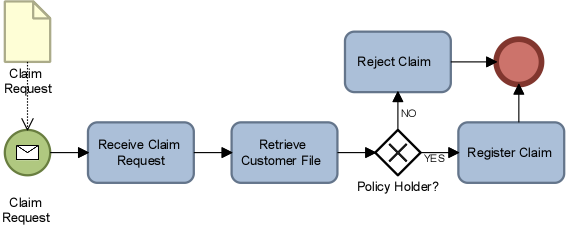 Claim
Request
Claim
Request
Receive Claim
Request
Retrieve
Customer File
Policy Holder?
NO
YES
Reject Claim
Register Claim